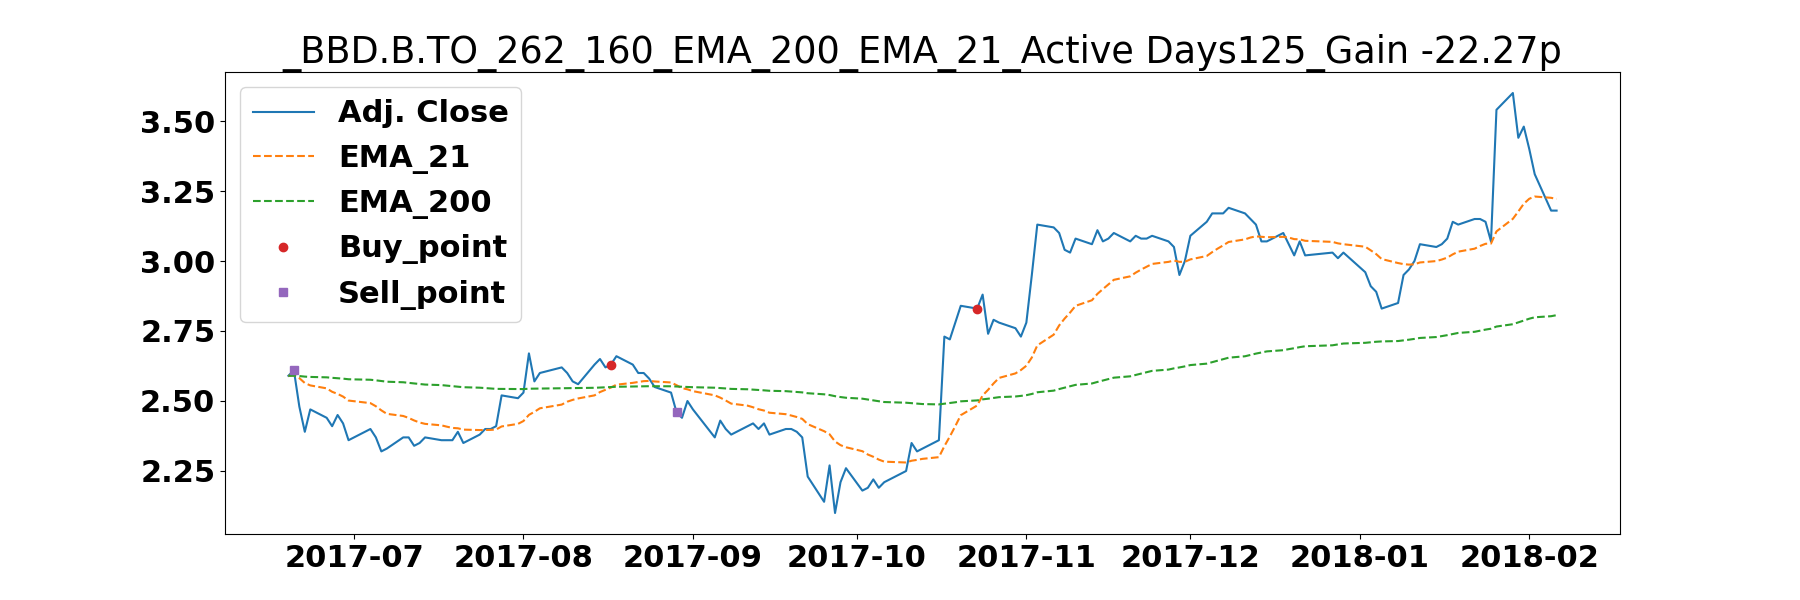 _BBD.B.TO_262_160_EMA_200_EMA_21_Active Days125_Gain -22.27p
Adj. Close
EMA_21
EMA_200
Buy_point
Sell_point
3.50
3.25
3.00
2.75
2.50
2.25
2017-07 2017-08 2017-09 2017-10 2017-11 2017-12 2018-01 2018-02